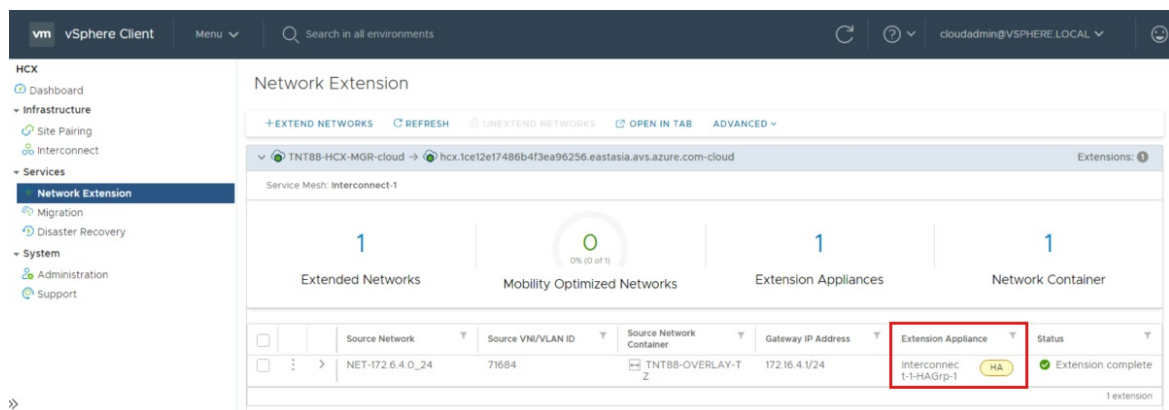 vm vSphere Client Menu Search in all environments cloudadmin@VSPHERE.LOCAL
HCX
Dashboard
Infrastructure
Site Pairing
Interconnect
Services
Network Extension
Migration
Disaster Recovery
System
Administration
Support
Network Extension
+EXTEND NETWORKS REFRESH UNEXTEND NETWORKS OPEN IN TAB ADVANCED
TNT88-HCX-MGR-cloud → hcx.1ce12e17486b4f3ea96256.eastasia.avs.azure.com-cloud Extensions: 1
Service Mesh: Interconnect-1
1
Extended Networks
0
0% (0 of 1)
Mobility Optimized Networks
1
Extension Appliances
1
Network Container
Source Network Source VNI/VLAN ID Source Network Container Gateway IP Address Extension Appliance Status
NET-172.6.4.0_24 71684 TNT88-OVERLAY-T
Z
172.16.4.1/24 Interconnec
t-1-HAGrp-1
HA Extension complete
1 extension